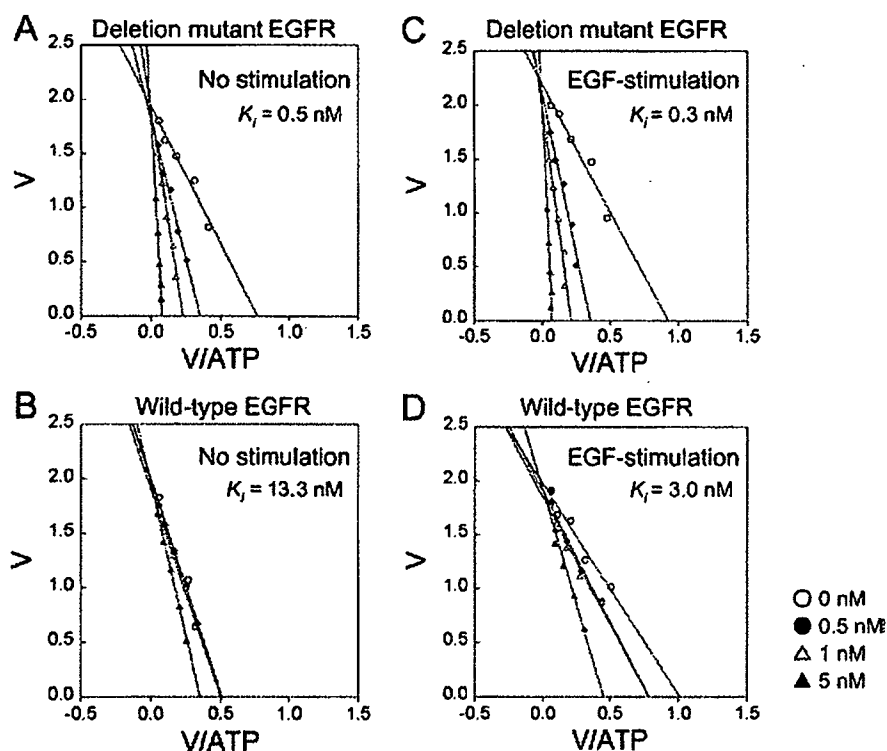 A
Deletion mutant EGFR
No stimulation
Ki = 0.5 nM
2.5
2.0
1.5
1.0
0.5
0.0
V
-0.5
0.0
0.5
1.0
1.5
V/ATP
C
Deletion mutant EGFR
EGF-stimulation
Ki = 0.3 nM
2.5
2.0
1.5
1.0
0.5
0.0
V
-0.5
0.0
0.5
1.0
1.5
V/ATP
B
Wild-type EGFR
No stimulation
Ki = 13.3 nM
2.5
2.0
1.5
1.0
0.5
0.0
V
-0.5
0.0
0.5
1.0
1.5
V/ATP
D
Wild-type EGFR
EGF-stimulation
Ki = 3.0 nM
2.5
2.0
1.5
1.0
0.5
0.0
V
-0.5
0.0
0.5
1.0
1.5
V/ATP
0 nM
0.5 nM
1 nM
5 nM